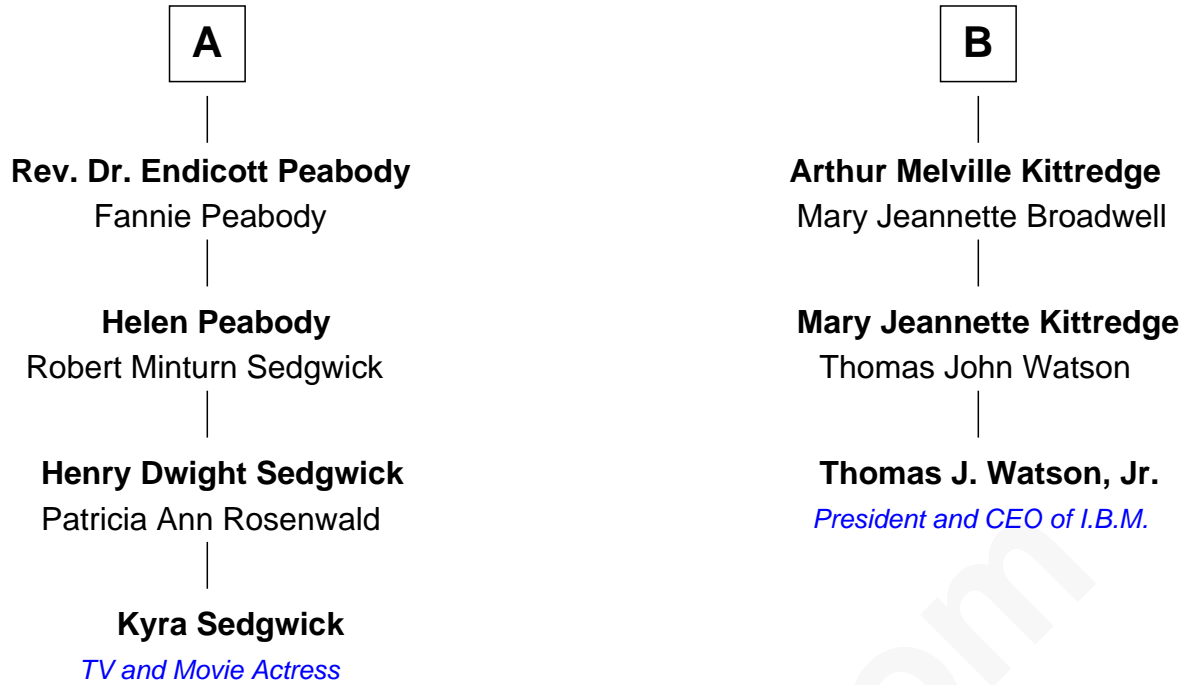 A
Rev. Dr. Endicott Peabody
Fannie Peabody
Helen Peabody
Robert Minturn Sedgwick
Henry Dwight Sedgwick
Patricia Ann Rosenwald
Kyra Sedgwick
TV and Movie Actress
B
Arthur Melville Kittredge
Mary Jeannette Broadwell
Mary Jeannette Kittredge
Thomas John Watson
Thomas J. Watson, Jr.
President and CEO of I.B.M.
om